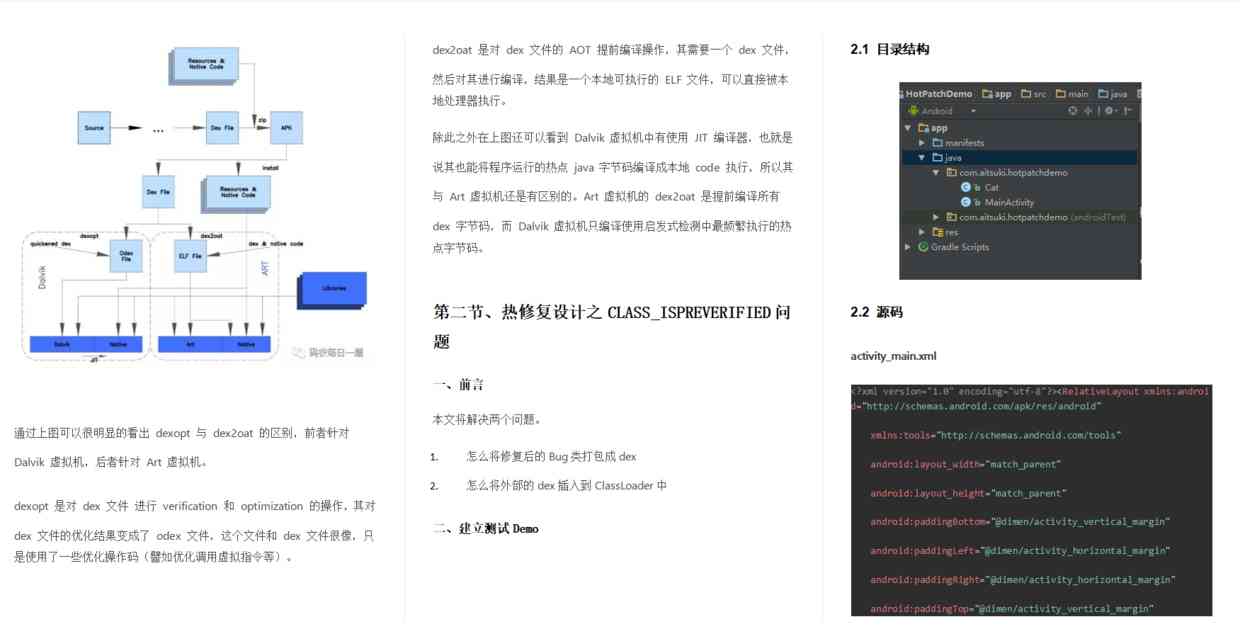 Resources &
Native Code
zip
Source
...
Dex File
APK
install
Dex File
Resources &
Native Code
dexopt
dex2oat
quickened dex
dex & native code
Odex
File
ELF File
Dalvik
ART
Libraries
Dalvik
Native
Art
Native
JIT
码农每日一题
通过上图可以很明显的看出 dexopt 与 dex2oat 的区别，前者针对
Dalvik 虚拟机，后者针对 Art 虚拟机。
dexopt 是对 dex 文件 进行 verification 和 optimization 的操作，其对
dex 文件的优化结果变成了 odex 文件，这个文件和 dex 文件很像，只
是使用了一些优化操作码（譬如优化调用虚拟指令等）。
dex2oat 是对 dex 文件的 AOT 提前编译操作，其需要一个 dex 文件，
然后对其进行编译，结果是一个本地可执行的 ELF 文件，可以直接被本
地处理器执行。
除此之外在上图还可以看到 Dalvik 虚拟机中有使用 JIT 编译器，也就是
说其也能将程序运行的热点 java 字节码编译成本地 code 执行，所以其
与 Art 虚拟机还是有区别的。Art 虚拟机的 dex2oat 是提前编译所有
dex 字节码，而 Dalvik 虚拟机只编译使用启发式检测中最频繁执行的热
点字节码。
第二节、热修复设计之 CLASS_ISPREVERIFIED 问
题
一、前言
本文将解决两个问题。
1. 怎么将修复后的 Bug 类打包成 dex
2. 怎么将外部的 dex 插入到 ClassLoader 中
二、建立测试 Demo
2.1 目录结构
HotPatchDemo app src main java
Android
app
manifests
java
com.aitsuki.hotpatchdemo
Cat
MainActivity
com.aitsuki.hotpatchdemo (androidTest)
res
Gradle Scripts
2.2 源码
activity_main.xml
<?xml version="1.0" encoding="utf-8"?><RelativeLayout xmlns:androi
d="http://schemas.android.com/apk/res/android"
xmlns:tools="http://schemas.android.com/tools"
android:layout_width="match_parent"
android:layout_height="match_parent"
android:paddingBottom="@dimen/activity_vertical_margin"
android:paddingLeft="@dimen/activity_horizontal_margin"
android:paddingRight="@dimen/activity_horizontal_margin"
android:paddingTop="@dimen/activity_vertical_margin"